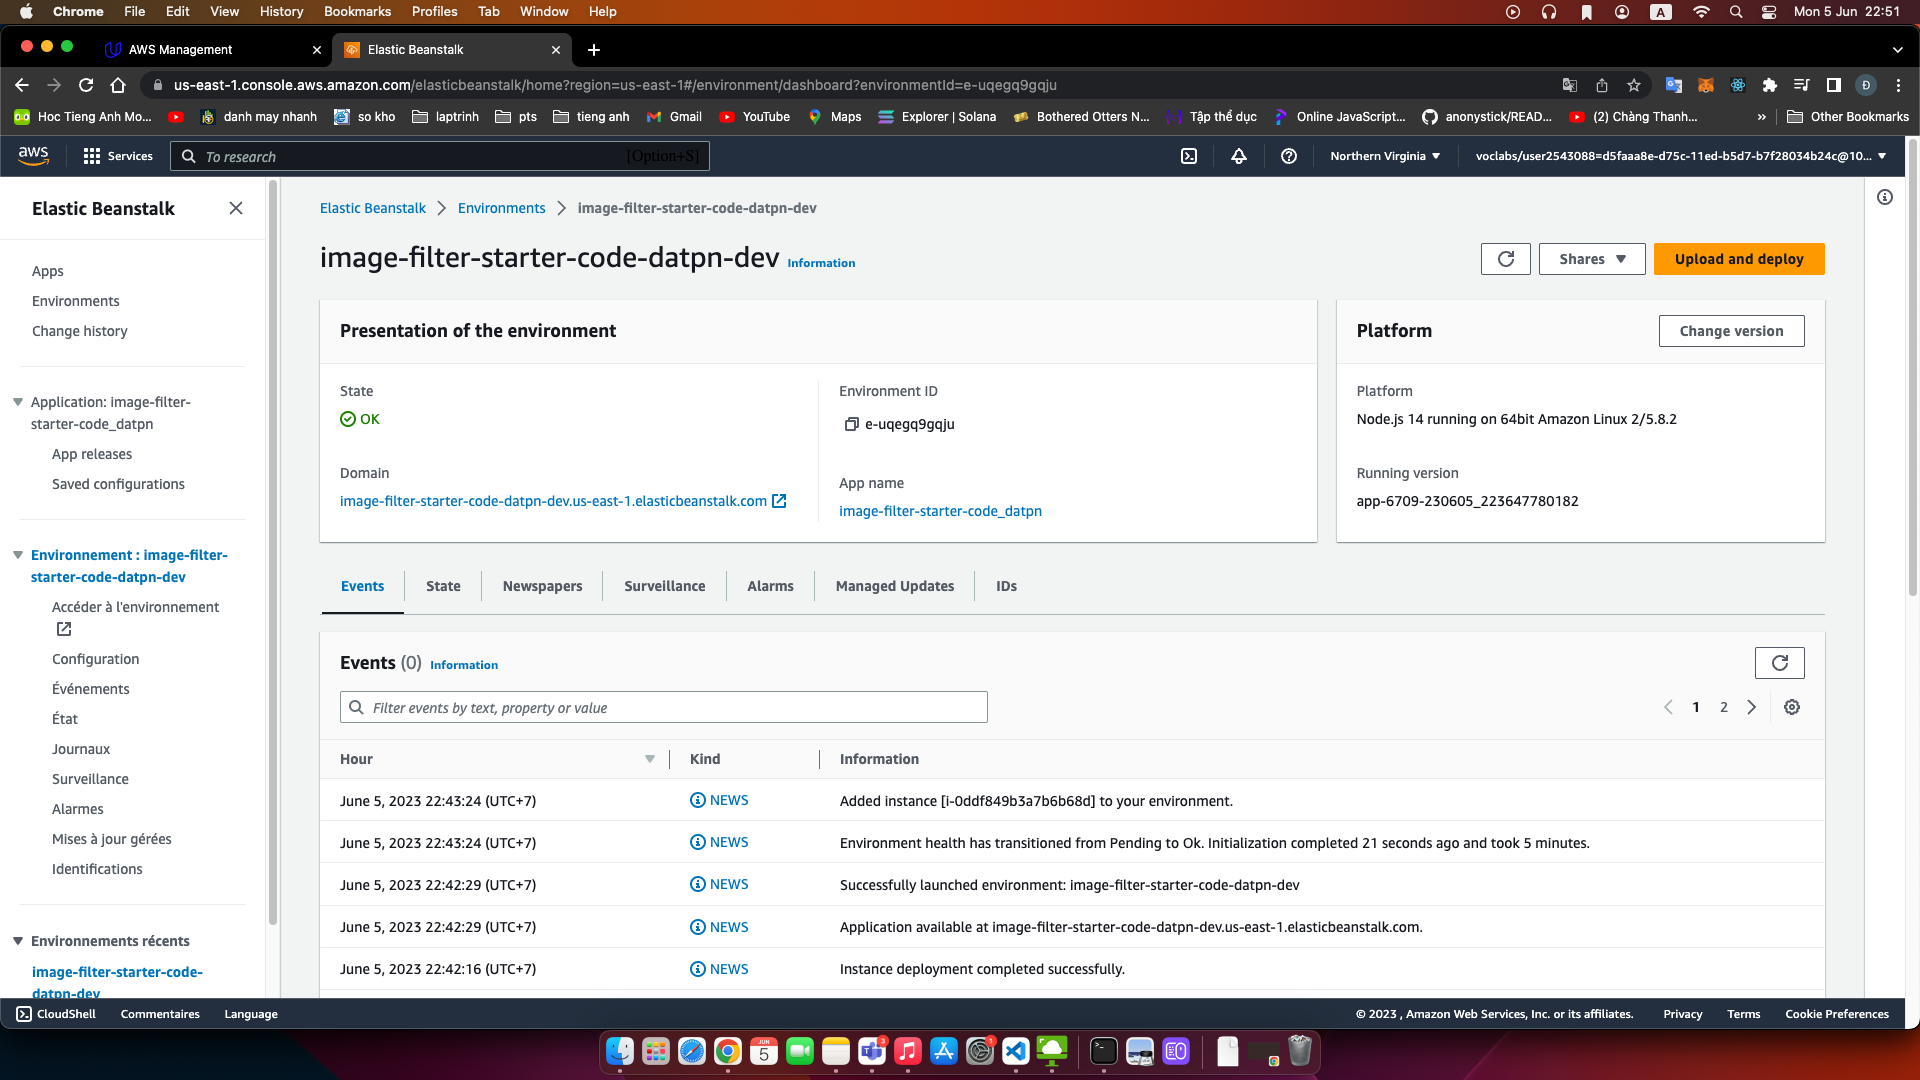 Chrome File Edit View History Bookmarks Profiles Tab Window Help
A
Mon 5 Jun 22:51
AWS Management
Elastic Beanstalk
us-east-1.console.aws.amazon.com/elasticbeanstalk/home?region=us-east-1#/environment/dashboard?environmentId=e-uqegq9gqju
Đ
Hoc Tieng Anh Mo... danh may nhanh so kho laptrinh pts tieng anh Gmail YouTube Maps Explorer | Solana Bothered Otters N... Tập thể dục Online JavaScript... anonystick/READ... (2) Chàng Thanh... » Other Bookmarks
aws
Services
To research
[Option+S]
Northern Virginia
voclabs/user2543088=d5faaa8e-d75c-11ed-b5d7-b7f28034b24c@10...
Elastic Beanstalk
Apps
Environments
Change history
Application: image-filter-
starter-code_datpn
App releases
Saved configurations
Environnement : image-filter-
starter-code-datpn-dev
Accéder à l'environnement
Configuration
Événements
État
Journaux
Surveillance
Alarmes
Mises à jour gérées
Identifications
Environnements récents
image-filter-starter-code-
datpn-dev
Elastic Beanstalk Environments image-filter-starter-code-datpn-dev
image-filter-starter-code-datpn-dev Information
Shares
Upload and deploy
Presentation of the environment
State
OK
Domain
image-filter-starter-code-datpn-dev.us-east-1.elasticbeanstalk.com
Environment ID
e-uqegq9gqju
App name
image-filter-starter-code_datpn
Platform
Change version
Platform
Node.js 14 running on 64bit Amazon Linux 2/5.8.2
Running version
app-6709-230605_223647780182
Events State Newspapers Surveillance Alarms Managed Updates IDs
Events (0) Information
Filter events by text, property or value
1 2
Hour Kind Information
June 5, 2023 22:43:24 (UTC+7) NEWS Added instance [i-0ddf849b3a7b6b68d] to your environment.
June 5, 2023 22:43:24 (UTC+7) NEWS Environment health has transitioned from Pending to Ok. Initialization completed 21 seconds ago and took 5 minutes.
June 5, 2023 22:42:29 (UTC+7) NEWS Successfully launched environment: image-filter-starter-code-datpn-dev
June 5, 2023 22:42:29 (UTC+7) NEWS Application available at image-filter-starter-code-datpn-dev.us-east-1.elasticbeanstalk.com.
June 5, 2023 22:42:16 (UTC+7) NEWS Instance deployment completed successfully.
CloudShell Commentaires Language
© 2023 , Amazon Web Services, Inc. or its affiliates. Privacy Terms Cookie Preferences
JUN
5
3
1